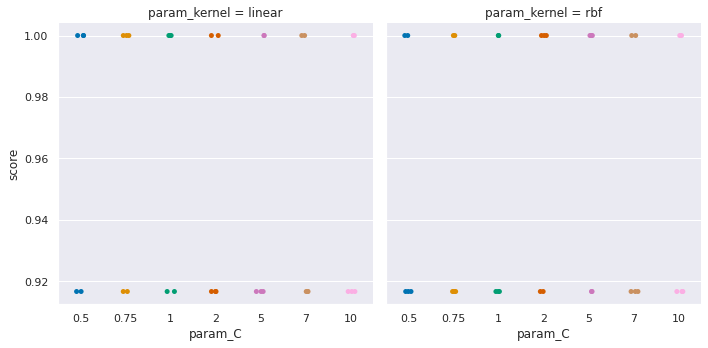 param_kernel = linear
param_kernel = rbf
1.00
0.98
0.96
0.94
0.92
score
0.5 0.75 1 2 5 7 10
0.5 0.75 1 2 5 7 10
param_C
param_C